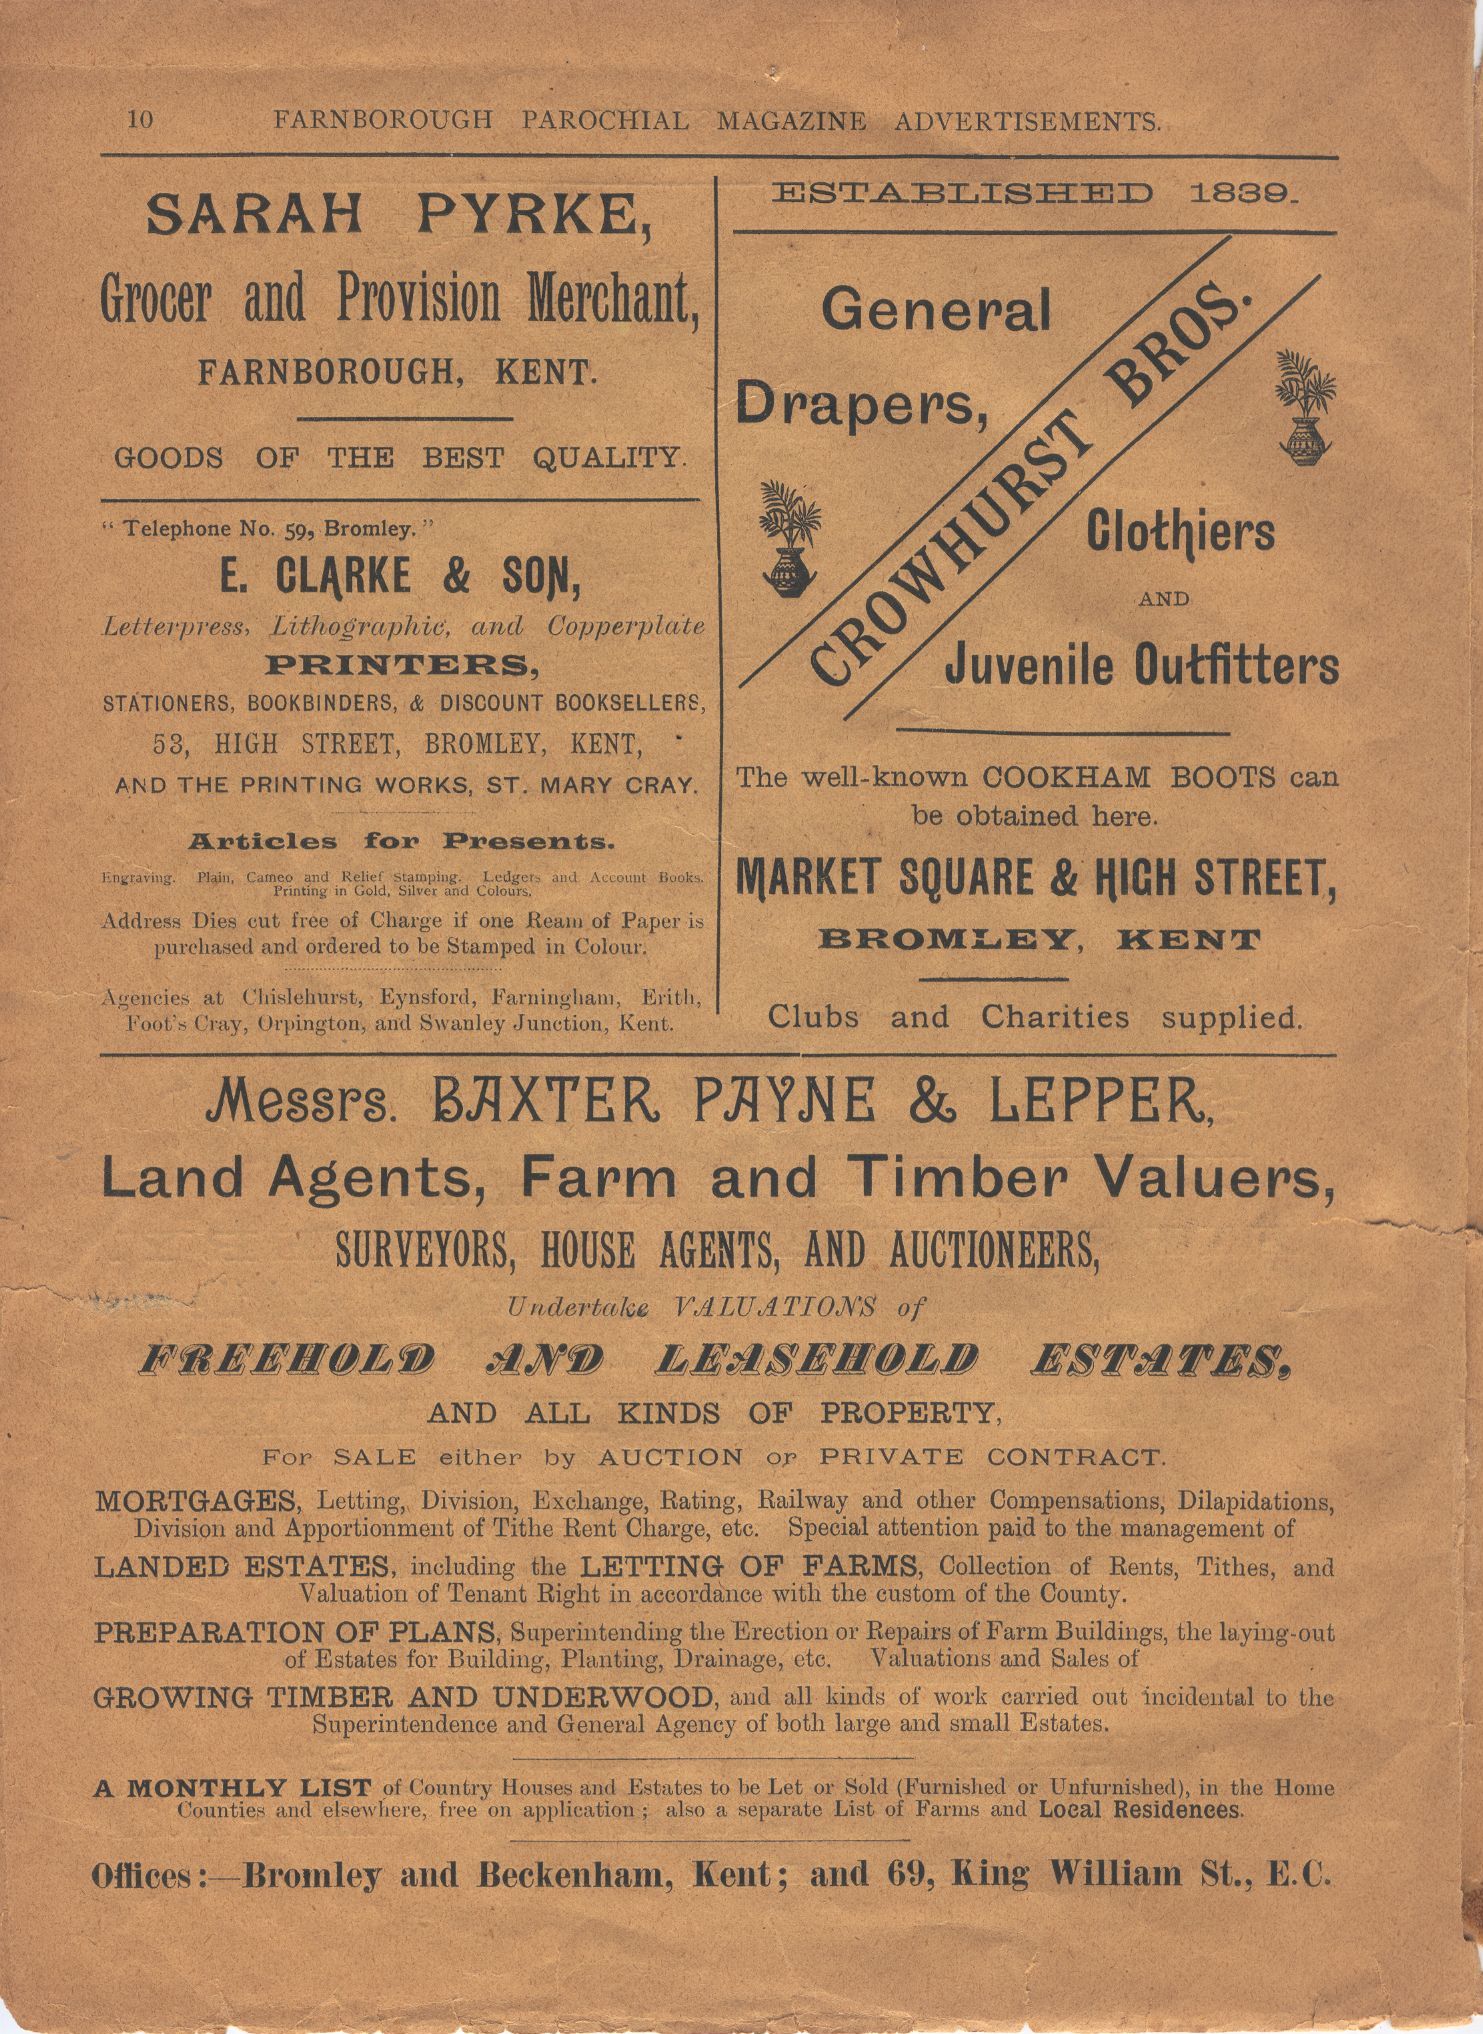 10 FARNBOROUGH PAROCHIAL MAGAZINE ADVERTISEMENTS.
SARAH PYRKE,
Grocer and Provision Merchant,
FARNBOROUGH, KENT.
GOODS OF THE BEST QUALITY.
"Telephone No. 59, Bromley."
E. CLARKE & SON,
Letterpress, Lithographic, and Copperplate
PRINTERS,
STATIONERS, BOOKBINDERS, & DISCOUNT BOOKSELLERS,
53, HIGH STREET, BROMLEY, KENT,
AND THE PRINTING WORKS, ST. MARY CRAY.
Articles for Presents.
Engraving. Plain, Cameo and Relief Stamping. Ledgers and Account Books.
Printing in Gold, Silver and Colours.
Address Dies cut free of Charge if one Ream of Paper is
purchased and ordered to be Stamped in Colour.
Agencies at Chislehurst, Eynsford, Farningham, Erith,
Foot's Cray, Orpington, and Swanley Junction, Kent.
ESTABLISHED 1839.
General
Drapers,
CROWHURST BROS.
Clothiers
AND
Juvenile Outfitters
The well-known COOKHAM BOOTS can
be obtained here.
MARKET SQUARE & HIGH STREET,
BROMLEY, KENT
Clubs and Charities supplied.
Messrs. BAXTER PAYNE & LEPPER,
Land Agents, Farm and Timber Valuers,
SURVEYORS, HOUSE AGENTS, AND AUCTIONEERS,
Undertake VALUATIONS of
FREEHOLD AND LEASEHOLD ESTATES,
AND ALL KINDS OF PROPERTY,
For SALE either by AUCTION or PRIVATE CONTRACT.
MORTGAGES, Letting, Division, Exchange, Rating, Railway and other Compensations, Dilapidations,
Division and Apportionment of Tithe Rent Charge, etc. Special attention paid to the management of
LANDED ESTATES, including the LETTING OF FARMS, Collection of Rents, Tithes, and
Valuation of Tenant Right in accordance with the custom of the County.
PREPARATION OF PLANS, Superintending the Erection or Repairs of Farm Buildings, the laying-out
of Estates for Building, Planting, Drainage, etc. Valuations and Sales of
GROWING TIMBER AND UNDERWOOD, and all kinds of work carried out incidental to the
Superintendence and General Agency of both large and small Estates.
A MONTHLY LIST of Country Houses and Estates to be Let or Sold (Furnished or Unfurnished), in the Home
Counties and elsewhere, free on application; also a separate List of Farms and Local Residences.
Offices:—Bromley and Beckenham, Kent; and 69, King William St., E.C.